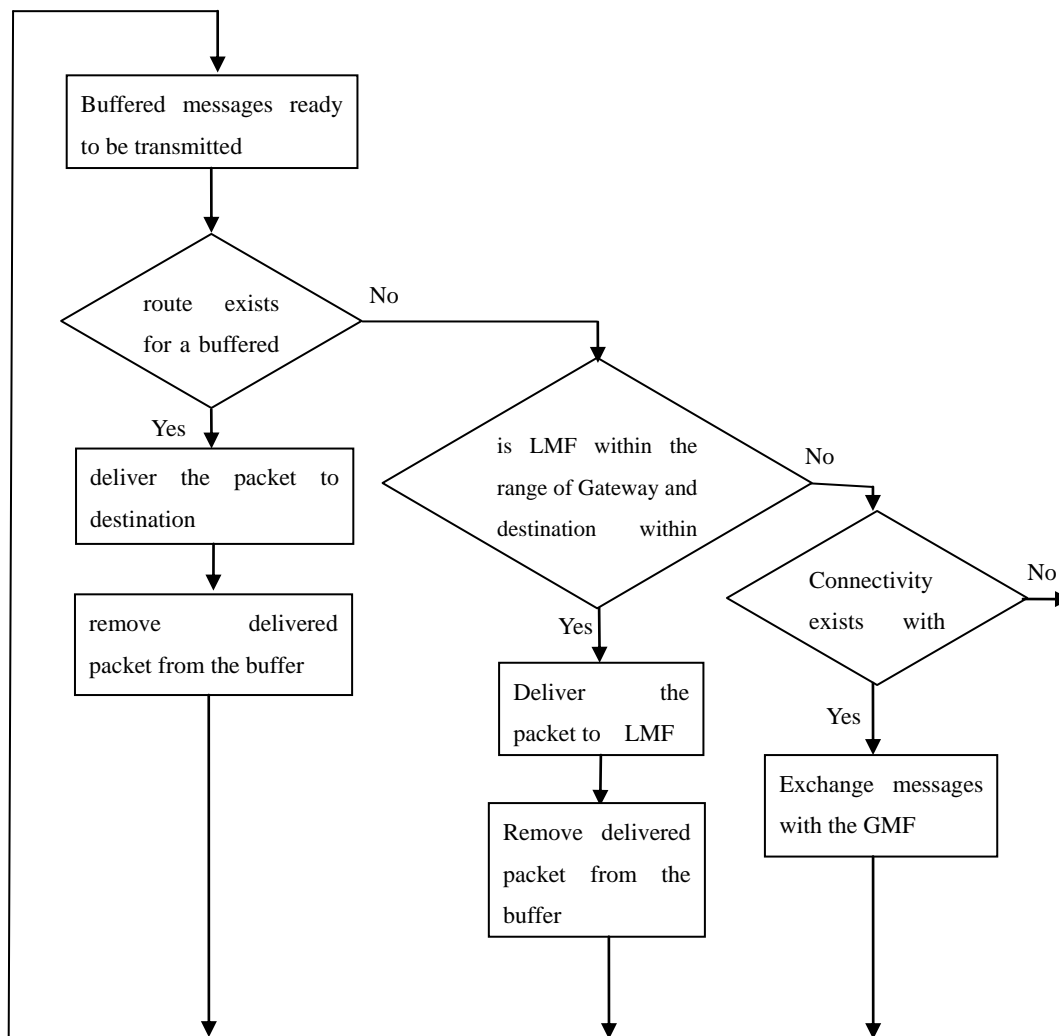 Buffered messages ready
to be transmitted
route exists
for a buffered
No
Yes
deliver the packet to
destination
remove delivered
packet from the buffer
is LMF within the
range of Gateway and
destination within
No
Yes
Deliver the
packet to LMF
Remove delivered
packet from the
buffer
Connectivity
exists with
No
Yes
Exchange messages
with the GMF